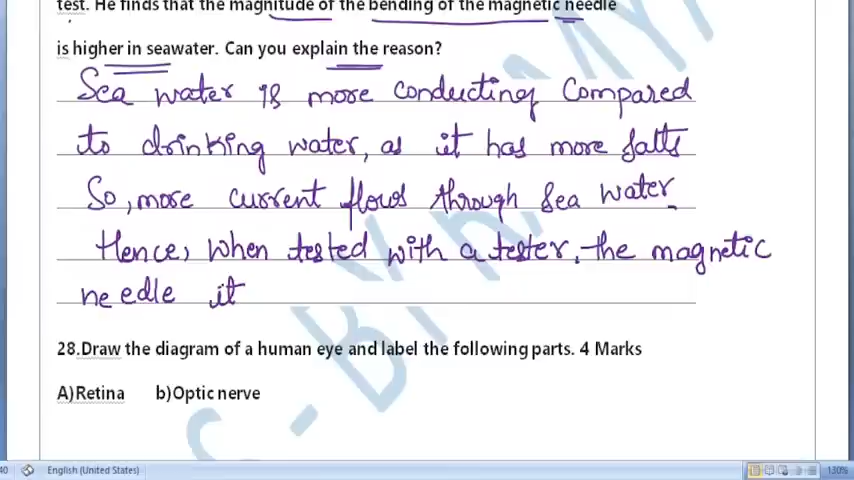 test. He finds that the magnitude of the bending of the magnetic needle
is higher in seawater. Can you explain the reason?
Sea water is more conducting Compared
to drinking water, as it has more salts
So, more current flows through Sea water.
Hence, when tested with a tester, the magnetic
needle it
28.Draw the diagram of a human eye and label the following parts. 4 Marks
A)Retina b)Optic nerve
English (United States)
130%